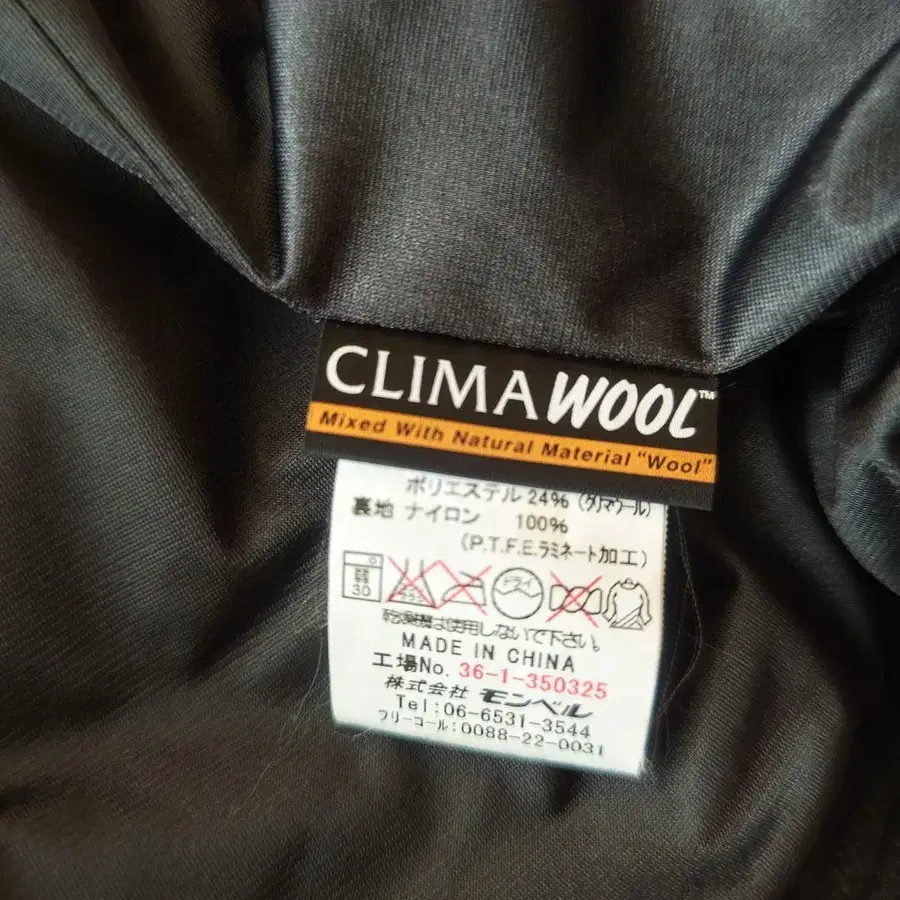 CLIMAWOOL™
Mixed With Natural Material "Wool"
ポリエステル 24% (クリマウール)
裏地 ナイロン 100%
(P.T.F.E.ラミネート加工)
弱 30 ドライ
乾燥機は使用しないで下さい。
MADE IN CHINA
工場No. 36-1-350325
株式会社 モンベル
Tel:06-6531-3544
フリーコール:0088-22-0031